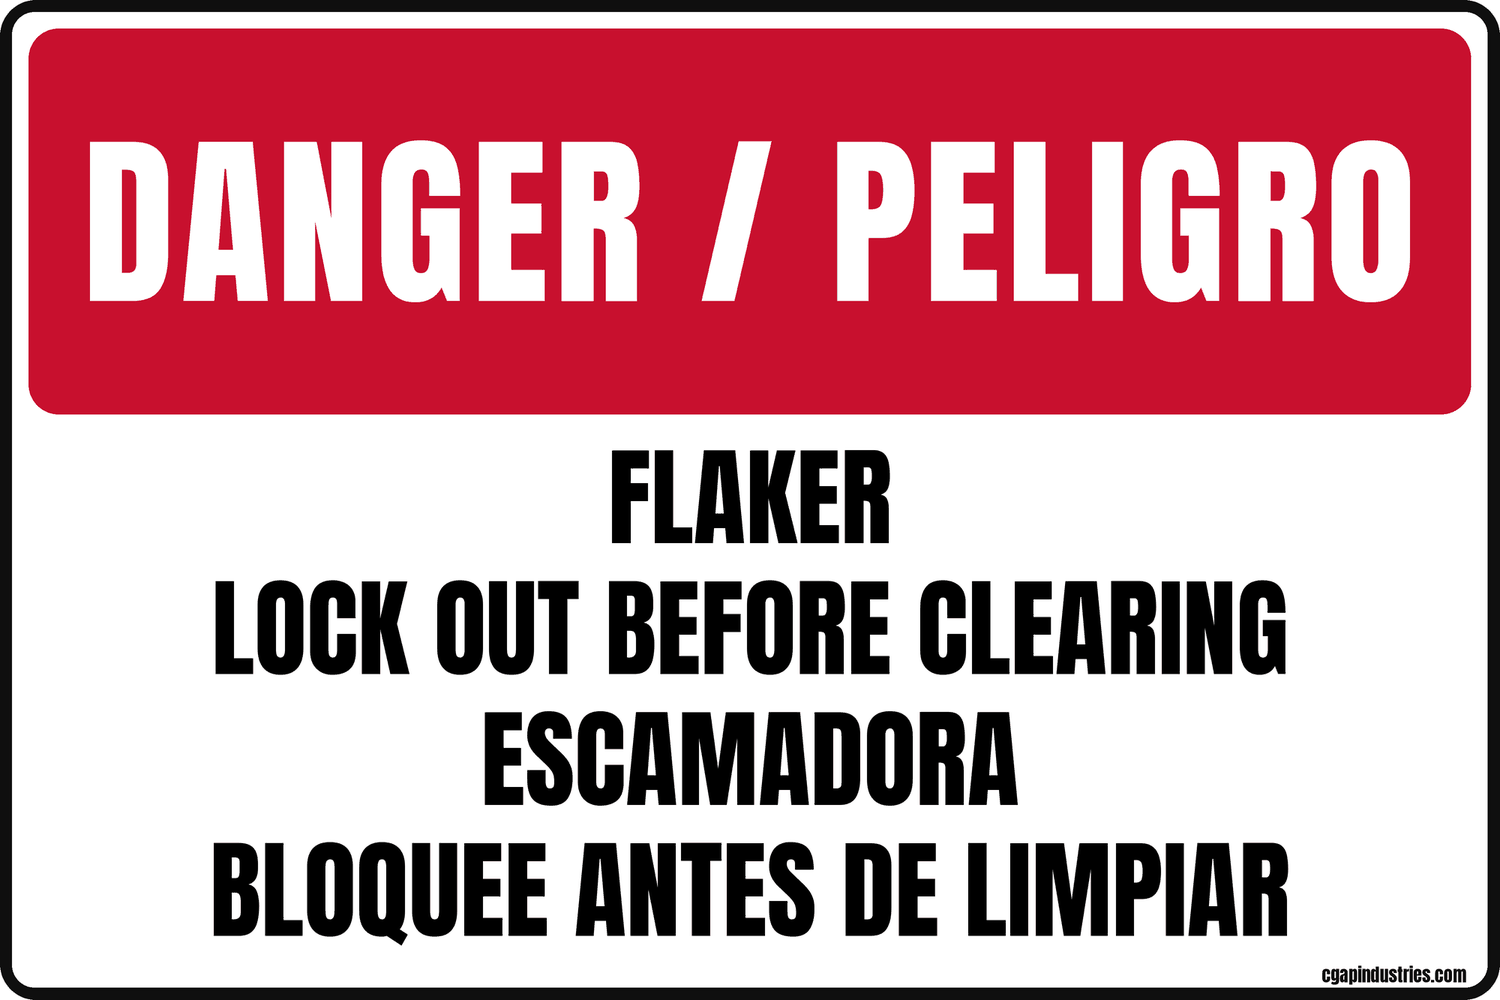 DANGER / PELIGRO
FLAKER
LOCK OUT BEFORE CLEARING
ESCAMADORA
BLOQUEE ANTES DE LIMPIAR
cgapindustries.com